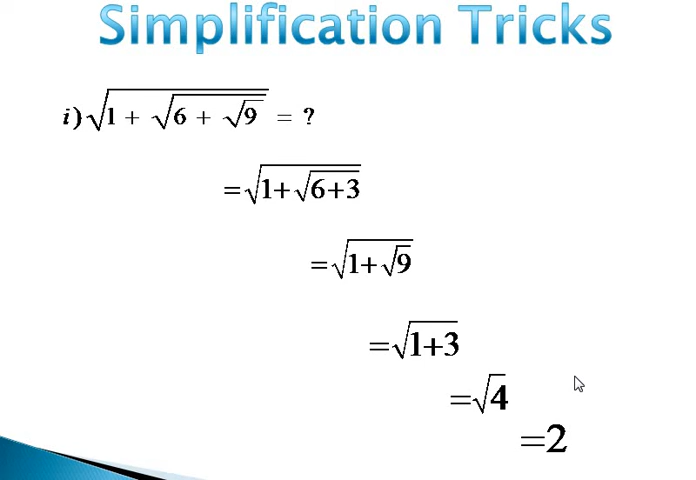 Simplification Tricks
i) √(1 + √(6 + √9)) = ?
= √(1+√(6+3))
= √(1+√9)
= √(1+3)
= √4
= 2